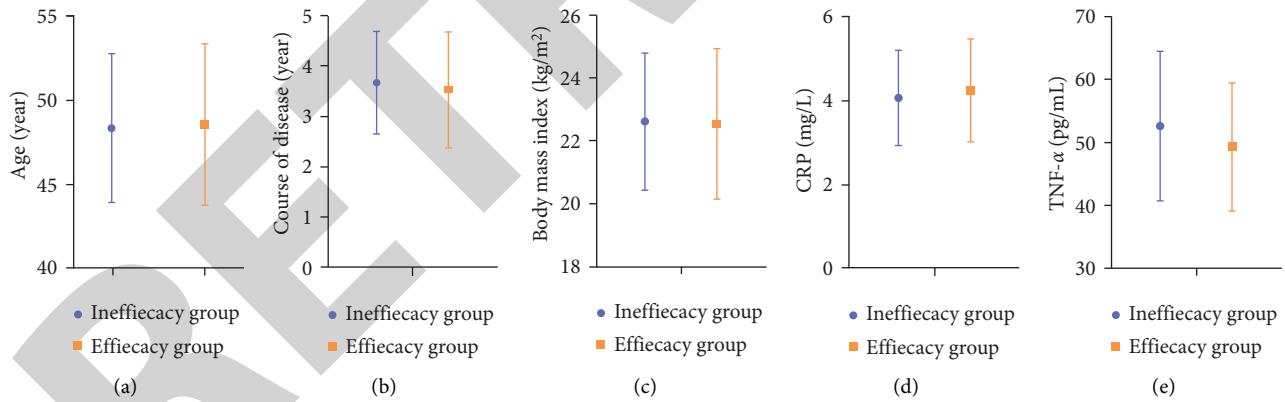 Age (year)
55
50
45
40
Ineffiecacy group
Effiecacy group
(a)
Course of disease (year)
5
4
3
2
1
0
Ineffiecacy group
Effiecacy group
(b)
Body mass index (kg/m²)
26
24
22
20
18
Ineffiecacy group
Effiecacy group
(c)
CRP (mg/L)
6
4
2
0
Ineffiecacy group
Effiecacy group
(d)
TNF-α (pg/mL)
70
60
50
40
30
Ineffiecacy group
Effiecacy group
(e)
RETR